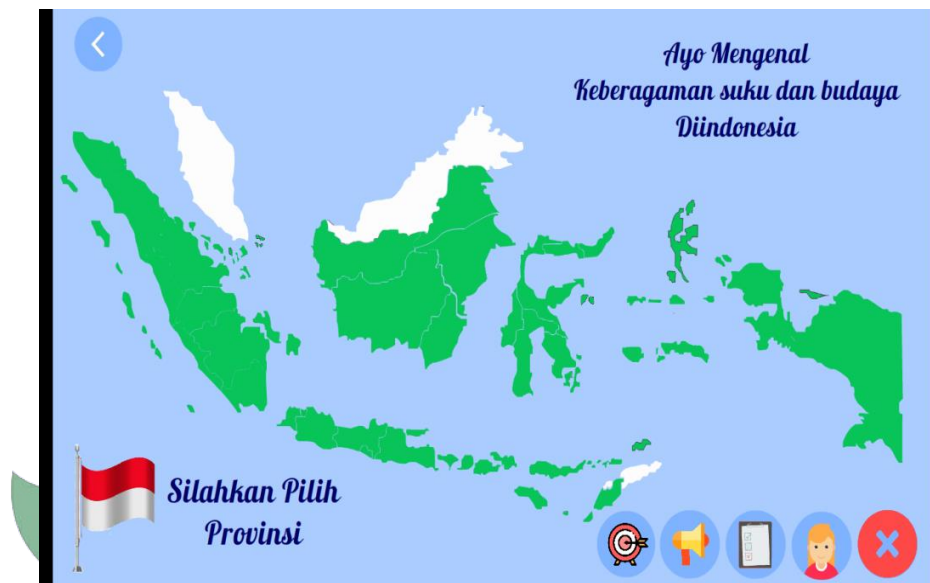 Ayo Mengenal
Keberagaman suku dan budaya
Diindonesia
Silahkan Pilih
Provinsi